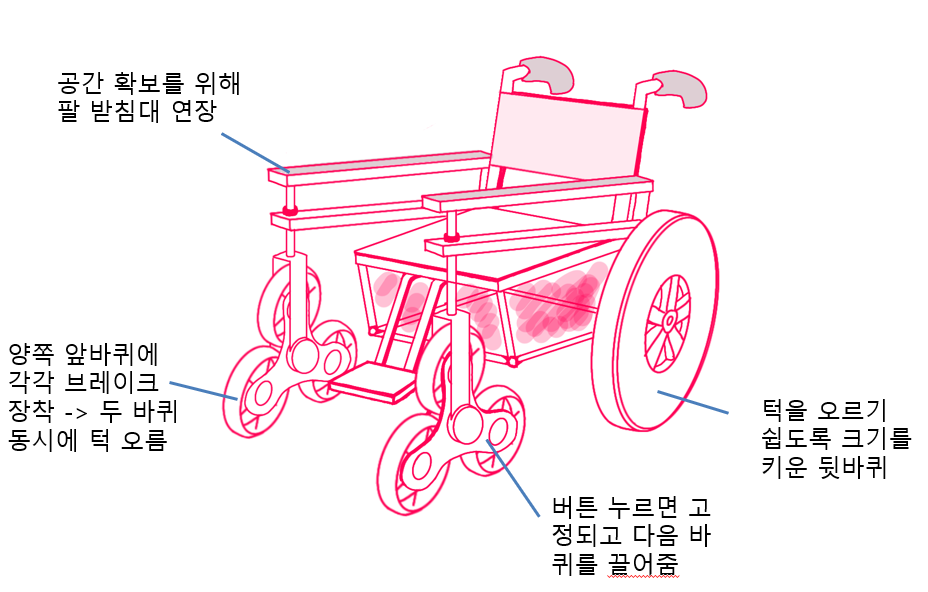 공간 확보를 위해
팔 받침대 연장
양쪽 앞바퀴에
각각 브레이크
장착 -> 두 바퀴
동시에 턱 오름
턱을 오르기
쉽도록 크기를
키운 뒷바퀴
버튼 누르면 고
정되고 다음 바
퀴를 끌어줌